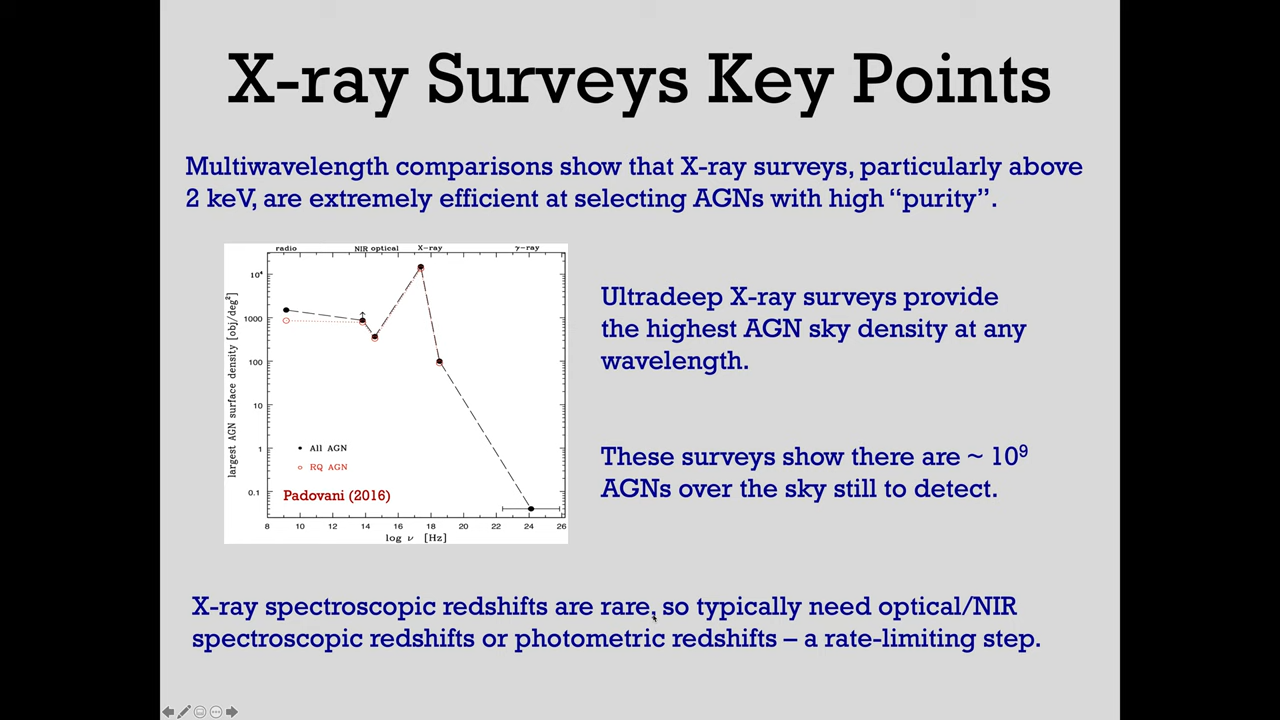 X-ray Surveys Key Points
Multiwavelength comparisons show that X-ray surveys, particularly above
2 keV, are extremely efficient at selecting AGNs with high “purity”.
radio NIR optical X-ray γ-ray
largest AGN surface density [obj/deg²]
10⁴
1000
100
10
1
0.1
All AGN
RQ AGN
Padovani (2016)
8 10 12 14 16 18 20 22 24 26
log ν [Hz]
Ultradeep X-ray surveys provide
the highest AGN sky density at any
wavelength.
These surveys show there are ~ 10⁹
AGNs over the sky still to detect.
X-ray spectroscopic redshifts are rare, so typically need optical/NIR
spectroscopic redshifts or photometric redshifts – a rate-limiting step.